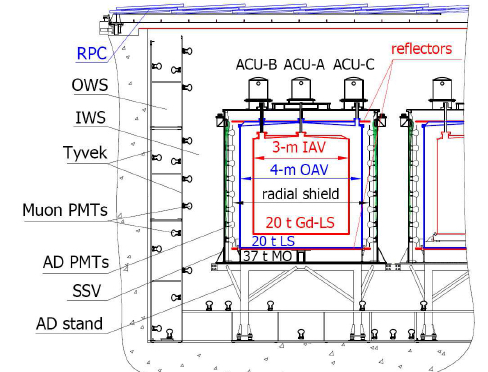 RPC
OWS
IWS
Tyvek
Muon PMTs
AD PMTs
SSV
AD stand
ACU-B ACU-A ACU-C
reflectors
3-m IAV
4-m OAV
radial shield
20 t Gd-LS
20 t LS
37 t MO